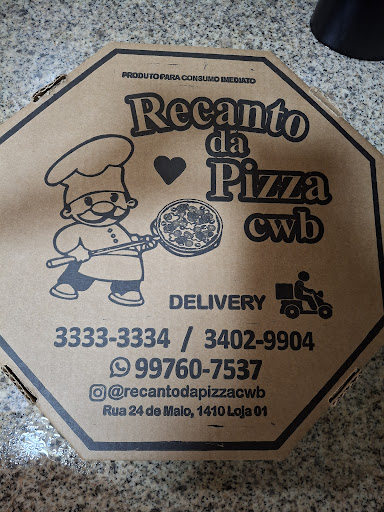 PRODUTO PARA CONSUMO IMEDIATO
Recanto
da
Pizza
cwb
DELIVERY
3333-3334 / 3402-9904
99760-7537
@recantodapizzacwb
Rua 24 de Maio, 1410 Loja 01